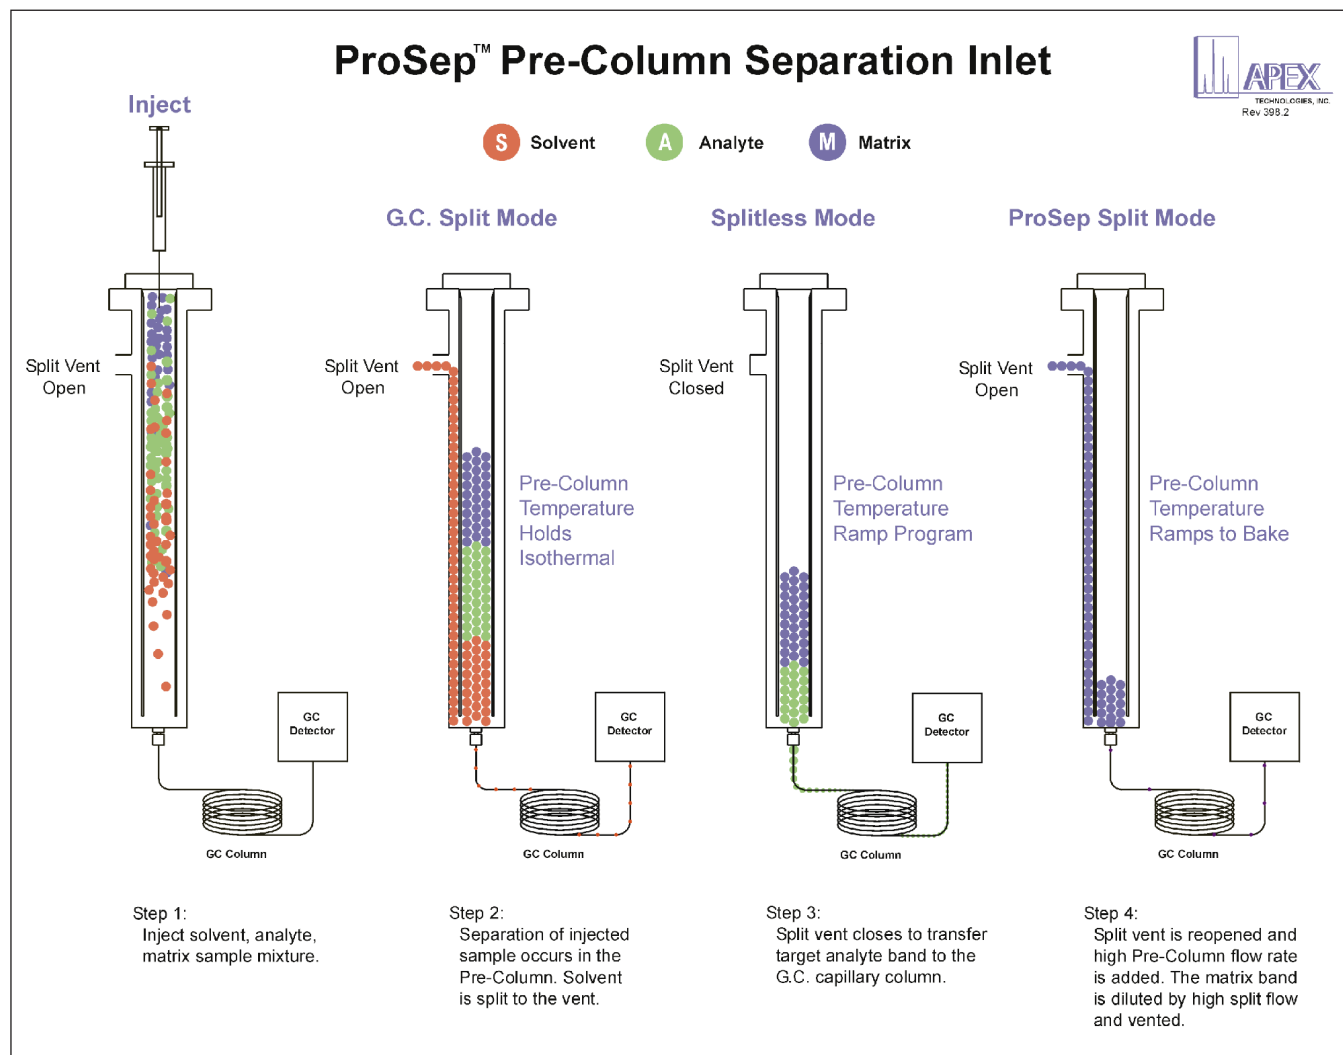 ProSep™ Pre-Column Separation Inlet
APEX
TECHNOLOGIES, INC.
Rev 398.2
Inject
S Solvent
A Analyte
M Matrix
G.C. Split Mode
Splitless Mode
ProSep Split Mode
Split Vent
Open
Split Vent
Open
Split Vent
Closed
Split Vent
Open
Pre-Column
Temperature
Holds
Isothermal
Pre-Column
Temperature
Ramp Program
Pre-Column
Temperature
Ramps to Bake
GC
Detector
GC
Detector
GC
Detector
GC
Detector
GC Column
GC Column
GC Column
GC Column
Step 1:
Inject solvent, analyte,
matrix sample mixture.
Step 2:
Separation of injected
sample occurs in the
Pre-Column. Solvent
is split to the vent.
Step 3:
Split vent closes to transfer
target analyte band to the
G.C. capillary column.
Step 4:
Split vent is reopened and
high Pre-Column flow rate
is added. The matrix band
is diluted by high split flow
and vented.